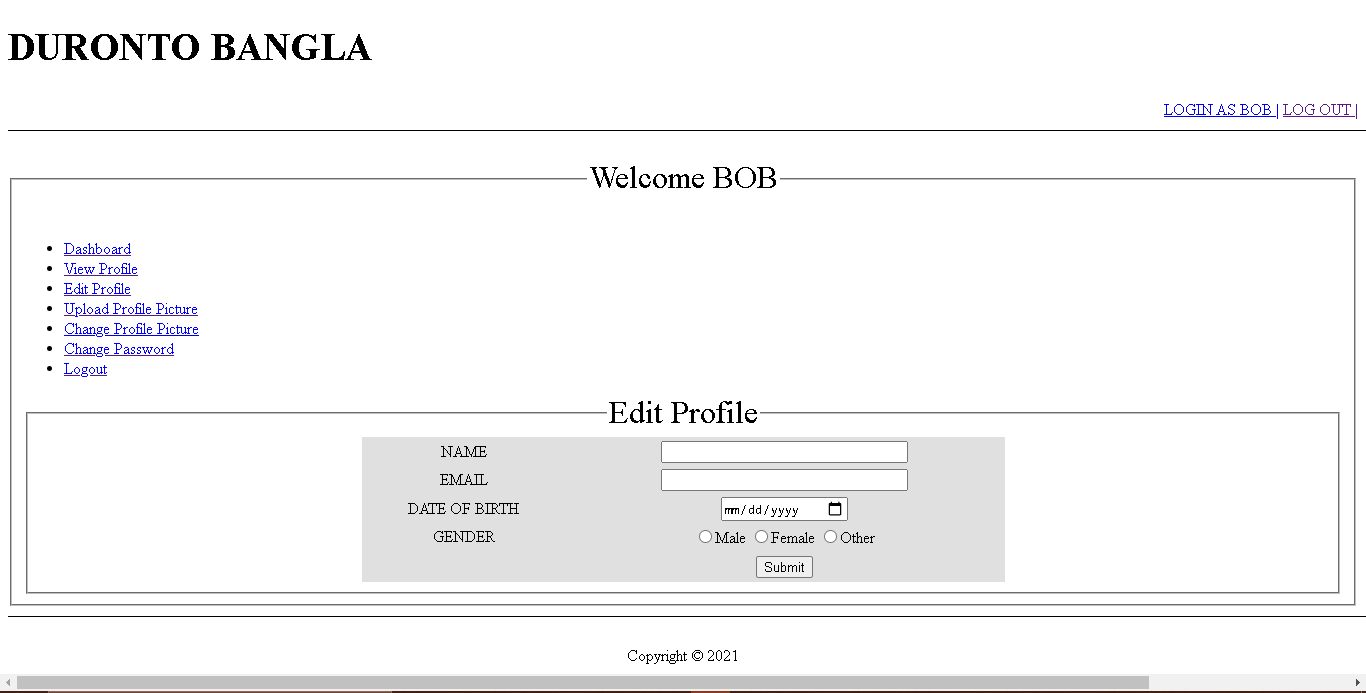 DURONTO BANGLA
LOGIN AS BOB | LOG OUT |
Welcome BOB
Dashboard
View Profile
Edit Profile
Upload Profile Picture
Change Profile Picture
Change Password
Logout
Edit Profile
NAME
EMAIL
DATE OF BIRTH mm/dd/yyyy
GENDER Male Female Other
Submit
Copyright © 2021